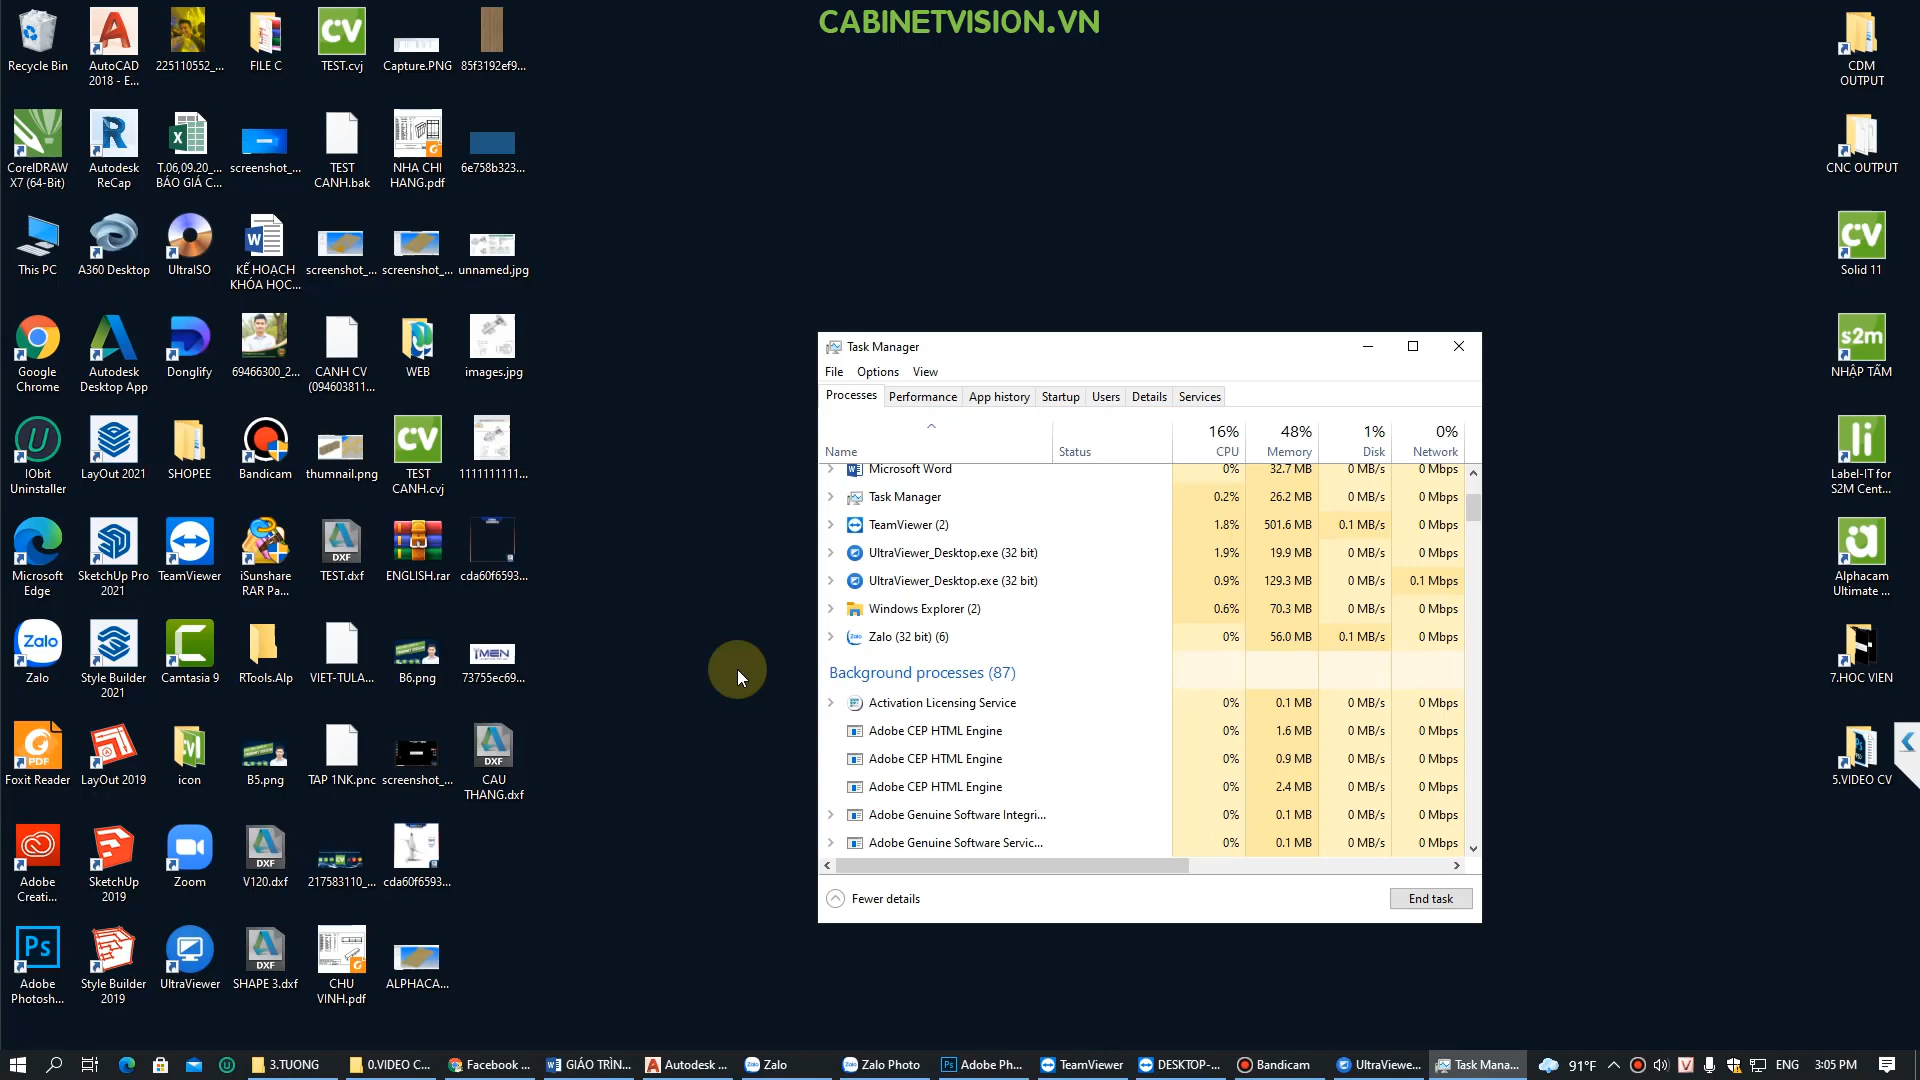 CABINETVISION.VN
Recycle Bin
AutoCAD
2018 - E...
225110552_...
FILE C
CV
TEST.cvj
Capture.PNG
85f3192ef9...
CDM
OUTPUT
CorelDRAW
X7 (64-Bit)
Autodesk
ReCap
T.06,09.20_...
BÁO GIÁ C...
screenshot_...
TEST
CANH.bak
NHA CHI
HANG.pdf
6e758b323...
CNC OUTPUT
This PC
A360 Desktop
UltraISO
KẾ HOẠCH
KHÓA HỌC...
screenshot_...
screenshot_...
unnamed.jpg
CV
Solid 11
Google
Chrome
Autodesk
Desktop App
Donglify
69466300_2...
CANH CV
(094603811...
WEB
images.jpg
s2m
NHẬP TẤM
IObit
Uninstaller
LayOut 2021
SHOPEE
Bandicam
thumnail.png
CV
TEST
CANH.cvj
1111111111...
li
Label-IT for
S2M Cent...
Microsoft
Edge
SketchUp Pro
2021
TeamViewer
iSunshare
RAR Pa...
DXF
TEST.dxf
ENGLISH.rar
cda60f6593...
a
Alphacam
Ultimate ...
Zalo
Zalo
Style Builder
2021
Camtasia 9
RTools.Alp
VIET-TULA...
B6.png
MEN
73755ec69...
7.HOC VIEN
PDF
Foxit Reader
LayOut 2019
icon
B5.png
TAP 1NK.pnc
screenshot_...
DXF
CAU
THANG.dxf
5.VIDEO CV
Adobe
Creati...
SketchUp
2019
Zoom
DXF
V120.dxf
217583110_...
cda60f6593...
Ps
Adobe
Photosh...
Style Builder
2019
UltraViewer
DXF
SHAPE 3.dxf
CHU
VINH.pdf
ALPHACA...
Task Manager
File Options View
Processes Performance App history Startup Users Details Services
16% 48% 1% 0%
Name Status CPU Memory Disk Network
Microsoft Word 0% 32.7 MB 0 MB/s 0 Mbps
Task Manager 0.2% 26.2 MB 0 MB/s 0 Mbps
TeamViewer (2) 1.8% 501.6 MB 0.1 MB/s 0 Mbps
UltraViewer_Desktop.exe (32 bit) 1.9% 19.9 MB 0 MB/s 0 Mbps
UltraViewer_Desktop.exe (32 bit) 0.9% 129.3 MB 0 MB/s 0.1 Mbps
Windows Explorer (2) 0.6% 70.3 MB 0 MB/s 0 Mbps
Zalo (32 bit) (6) 0% 56.0 MB 0.1 MB/s 0 Mbps
Background processes (87)
Activation Licensing Service 0% 0.1 MB 0 MB/s 0 Mbps
Adobe CEP HTML Engine 0% 1.6 MB 0 MB/s 0 Mbps
Adobe CEP HTML Engine 0% 0.9 MB 0 MB/s 0 Mbps
Adobe CEP HTML Engine 0% 2.4 MB 0 MB/s 0 Mbps
Adobe Genuine Software Integri... 0% 0.1 MB 0 MB/s 0 Mbps
Adobe Genuine Software Servic... 0% 0.1 MB 0 MB/s 0 Mbps
Fewer details End task
3.TUONG 0.VIDEO C... Facebook ... GIÁO TRÌN... Autodesk ... Zalo Zalo Photo Adobe Ph... TeamViewer DESKTOP-... Bandicam UltraViewe... Task Mana... 91°F ENG 3:05 PM